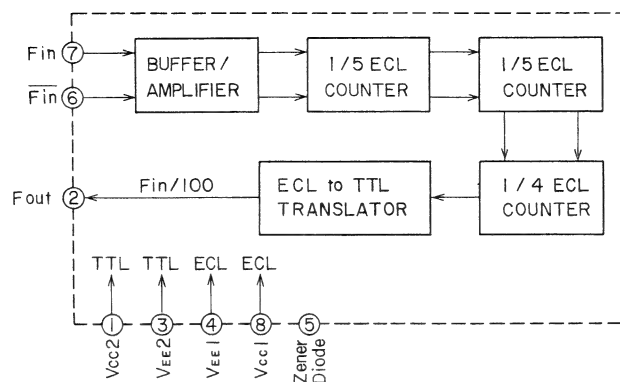 Fin ⑦
BUFFER/
AMPLIFIER
1/5 ECL
COUNTER
1/5 ECL
COUNTER
F̅i̅n̅ ⑥
Fout ②
Fin/100
ECL to TTL
TRANSLATOR
1/4 ECL
COUNTER
TTL TTL ECL ECL
① ③ ④ ⑧ ⑤
VCC2
VEE2
VEE1
VCC1
Zener
Diode